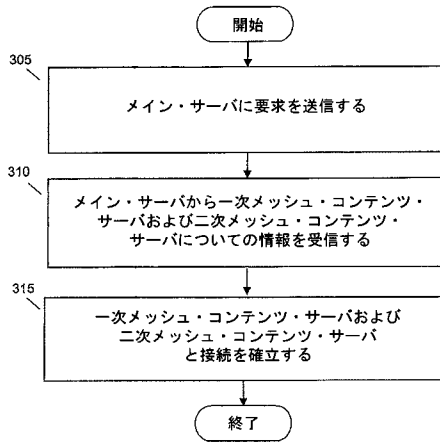 開始
305
メイン・サーバに要求を送信する
310
メイン・サーバから一次メッシュ・コンテンツ・
サーバおよび二次メッシュ・コンテンツ・
サーバについての情報を受信する
315
一次メッシュ・コンテンツ・サーバおよび
二次メッシュ・コンテンツ・サーバ
と接続を確立する
終了